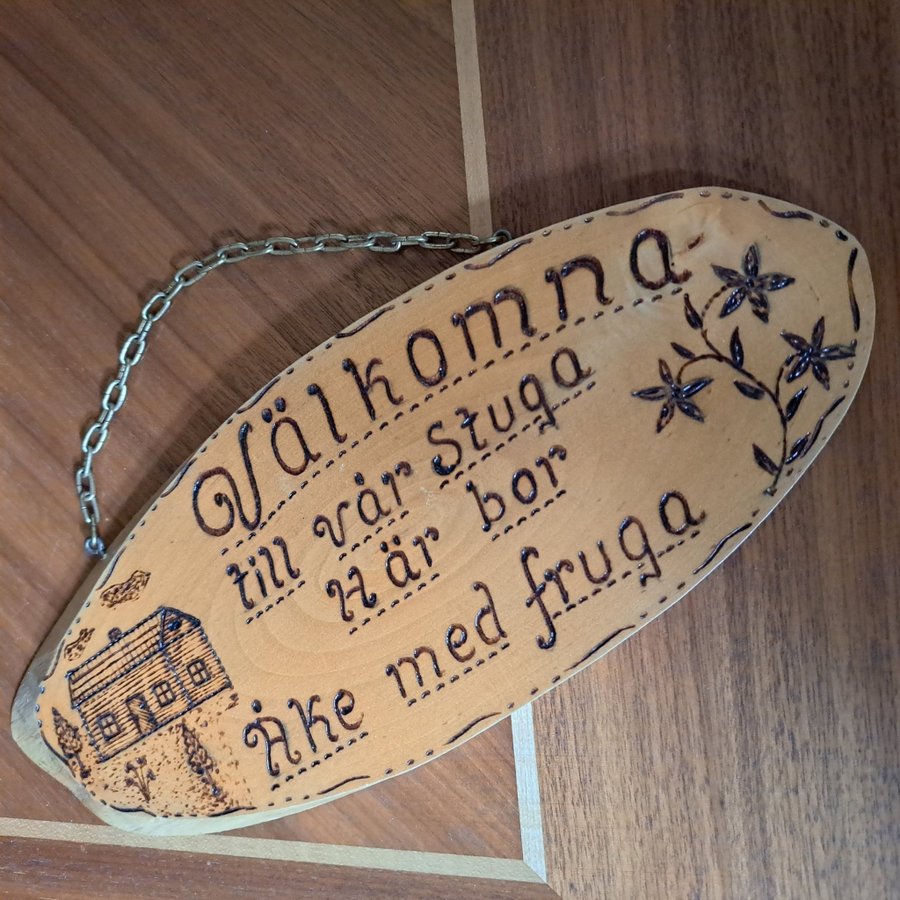 Välkomna
till vår Stuga
Här bor
Åke med fruga